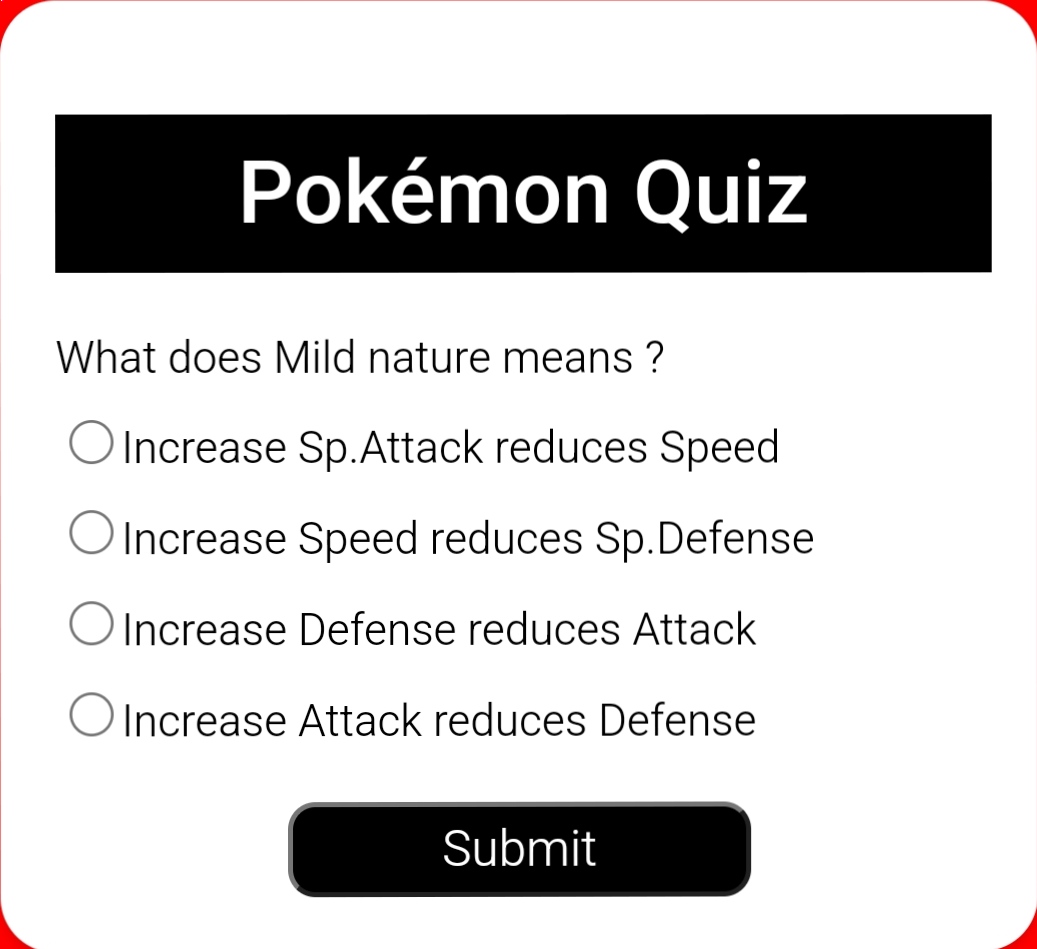 Pokémon Quiz
What does Mild nature means ?
Increase Sp.Attack reduces Speed
Increase Speed reduces Sp.Defense
Increase Defense reduces Attack
Increase Attack reduces Defense
Submit